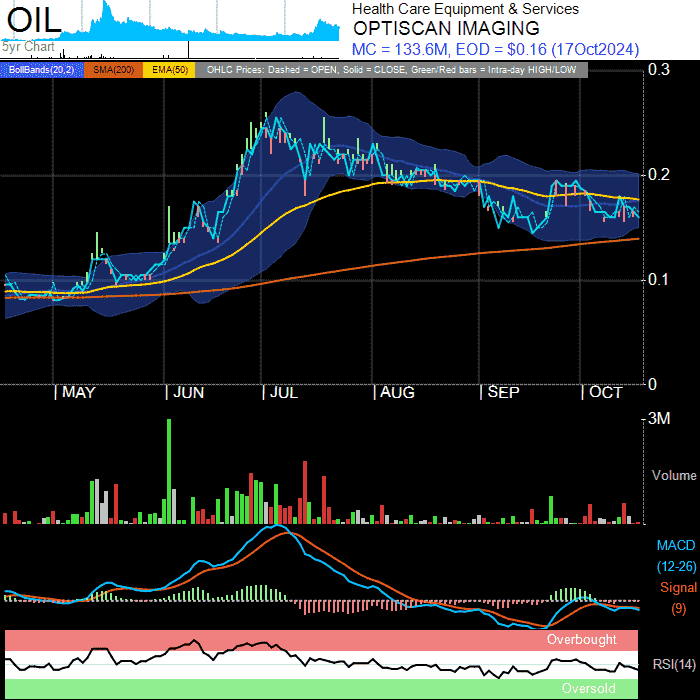 OIL
5yr Chart
Health Care Equipment & Services
OPTISCAN IMAGING
MC = 133.6M, EOD = $0.16 (17Oct2024)
BollBands(20,2) SMA(200) EMA(50) OHLC Prices: Dashed = OPEN, Solid = CLOSE, Green/Red bars = Intra-day HIGH/LOW
0.3
0.2
0.1
0
| MAY | JUN | JUL | AUG | SEP | OCT
3M
Volume
MACD
(12-26)
Signal
(9)
Overbought
RSI(14)
Oversold